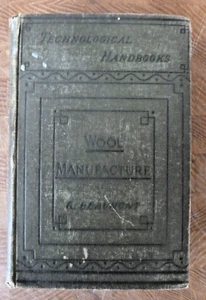 TECHNOLOGICAL
HANDBOOKS
WOOL
MANUFACTURE
R. BEAUMONT